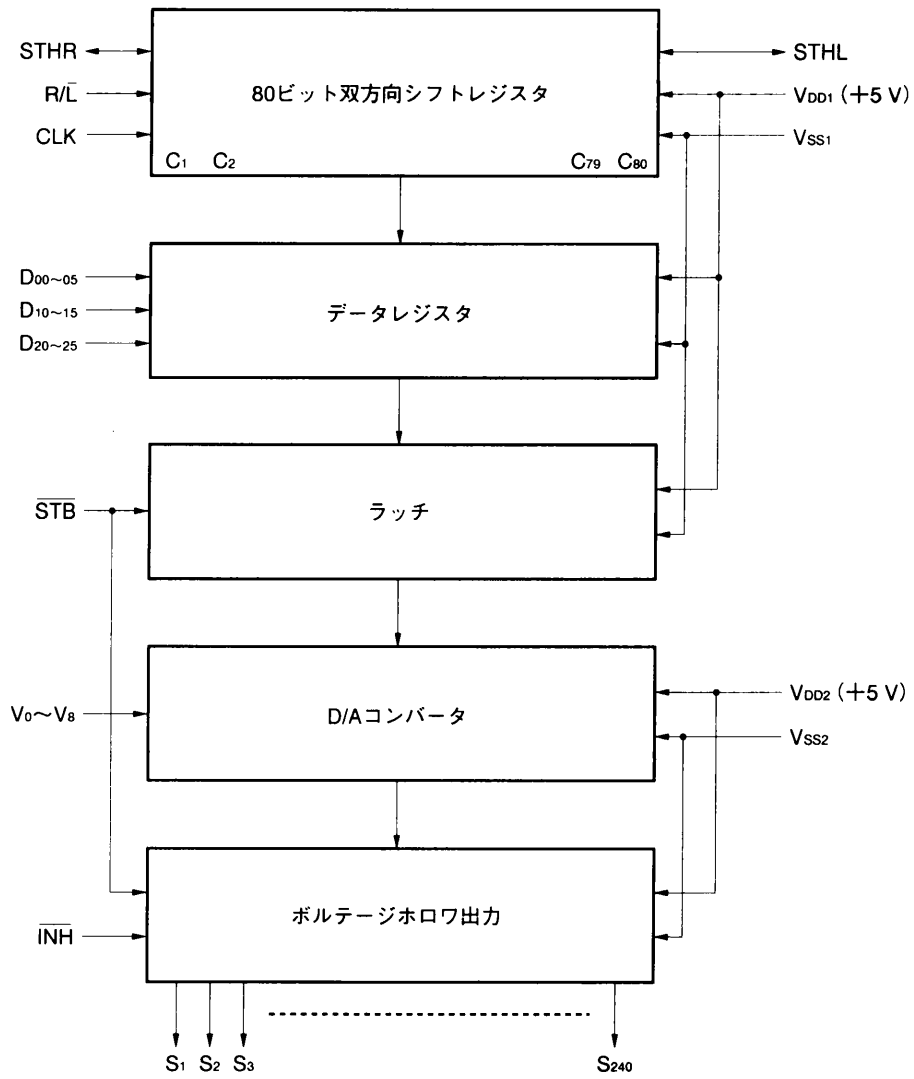 STHR
STHL
R/L̅
80ビット双方向シフトレジスタ
VDD1 (+5 V)
CLK
VSS1
C1 C2 C79 C80
D00~05
D10~15
データレジスタ
D20~25
S̅T̅B̅
ラッチ
VDD2 (+5 V)
V0~V8
D/Aコンバータ
VSS2
ボルテージホロワ出力
I̅N̅H̅
S1 S2 S3 S240